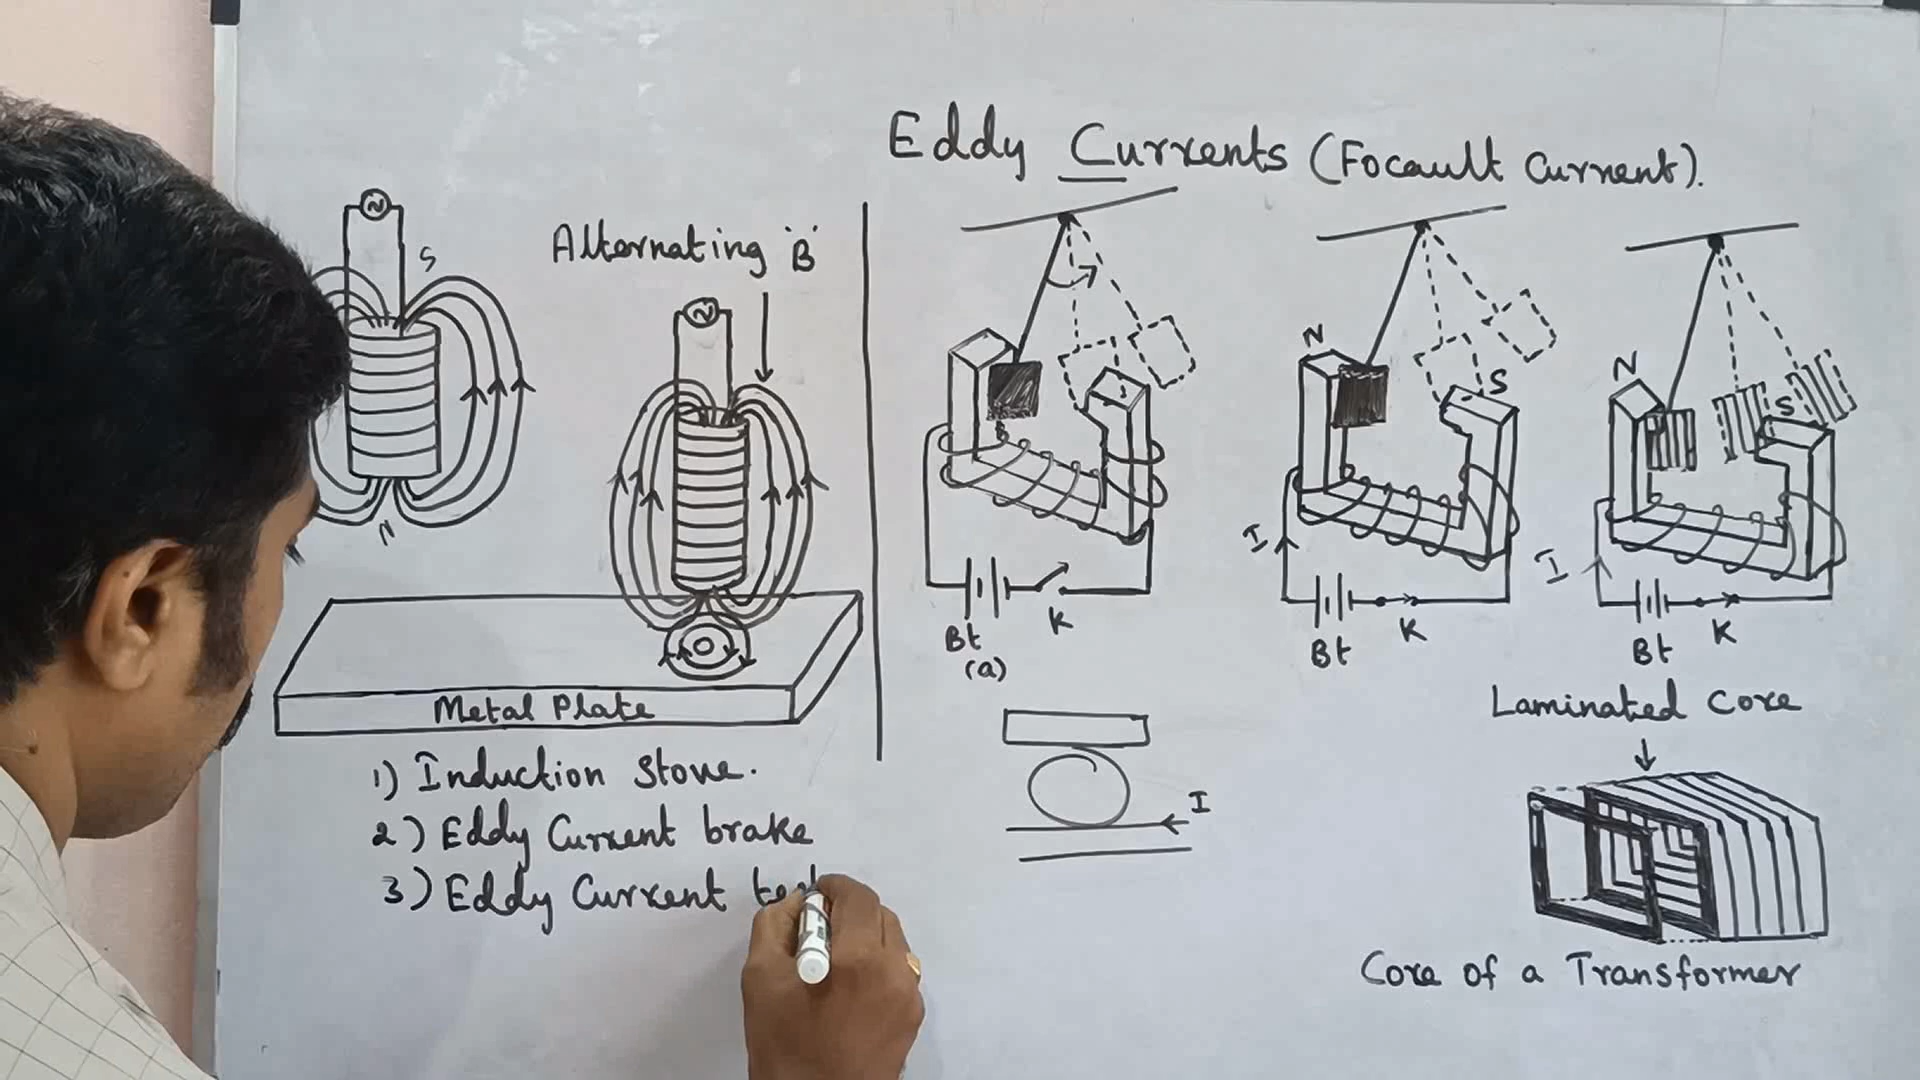 Eddy Currents (Focault Current).
S
N
Alternating 'B'
Metal Plate
1) Induction Stove.
2) Eddy Current brake
3) Eddy Current test
Bt
K
(a)
N
S
I
Bt
K
N
S
I
Bt
K
I
Laminated Core
Core of a Transformer